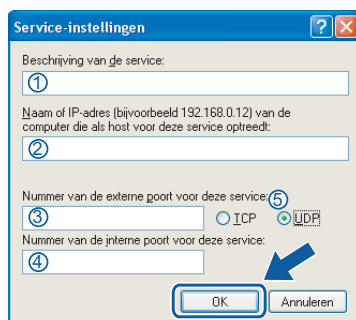 Service-instellingen
Beschrijving van de service:
①
Naam of IP-adres (bijvoorbeeld 192.168.0.12) van de
computer die als host voor deze service optreedt:
②
Nummer van de externe poort voor deze service: ⑤
③ TCP UDP
Nummer van de interne poort voor deze service:
④
OK Annuleren